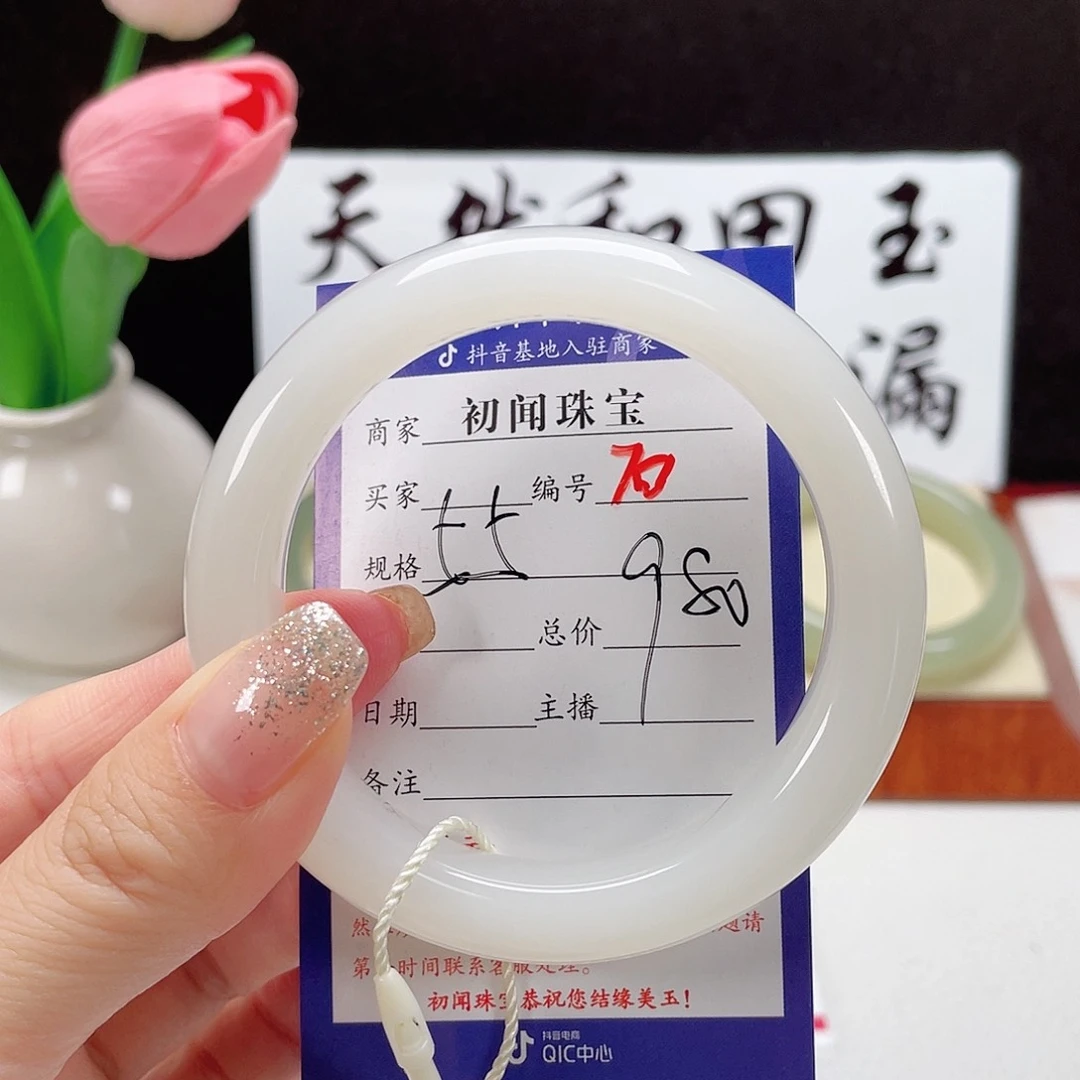 天然和田玉
漏
抖音基地入驻商家
商家 初闻珠宝
买家 编号
规格 55 980
总价
日期 主播
备注
第 时间联系客服处理。
初闻珠宝恭祝您结缘美玉!
抖音电商
QIC中心